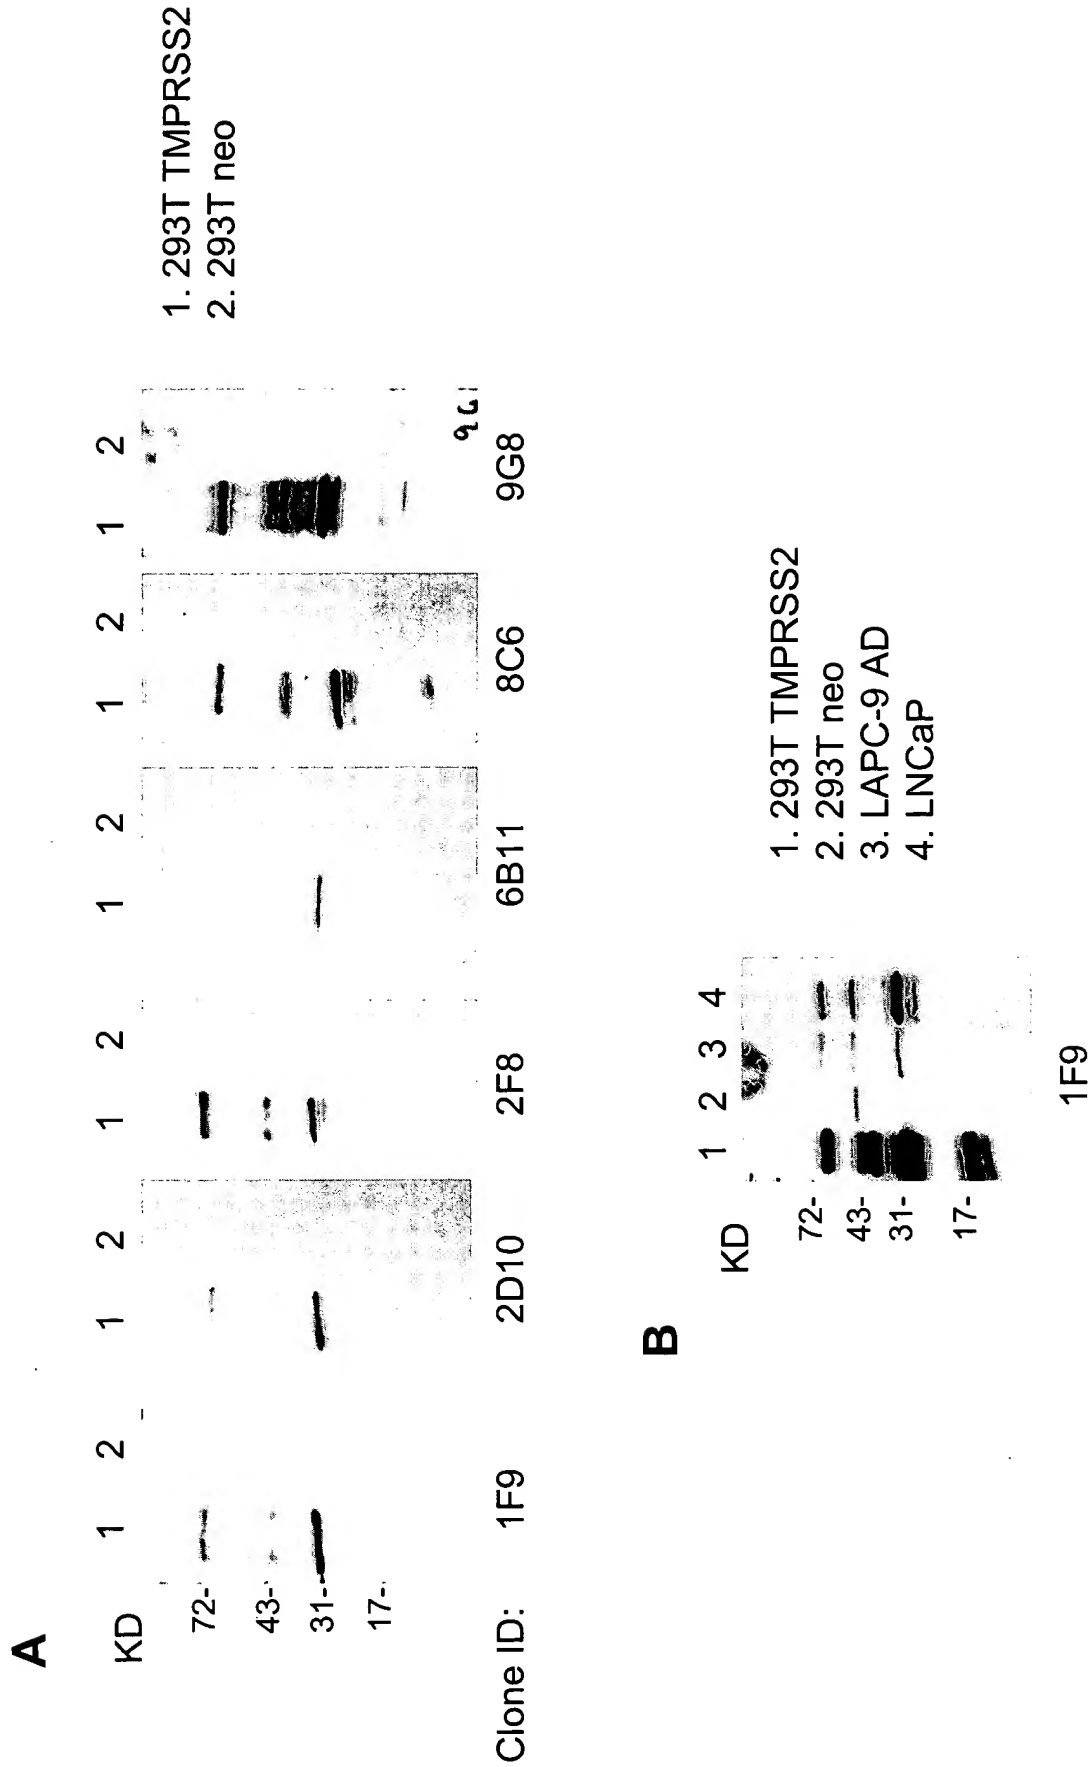 A
KD 1 2 1 2 1 2 1 2 1 2 1 2
72-
43-
31-
17-
9G
Clone ID: 1F9 2D10 2F8 6B11 8C6 9G8
1. 293T TMPRSS2
2. 293T neo
B
KD 1 2 3 4
72-
43-
31-
17-
1F9
1. 293T TMPRSS2
2. 293T neo
3. LAPC-9 AD
4. LNCaP